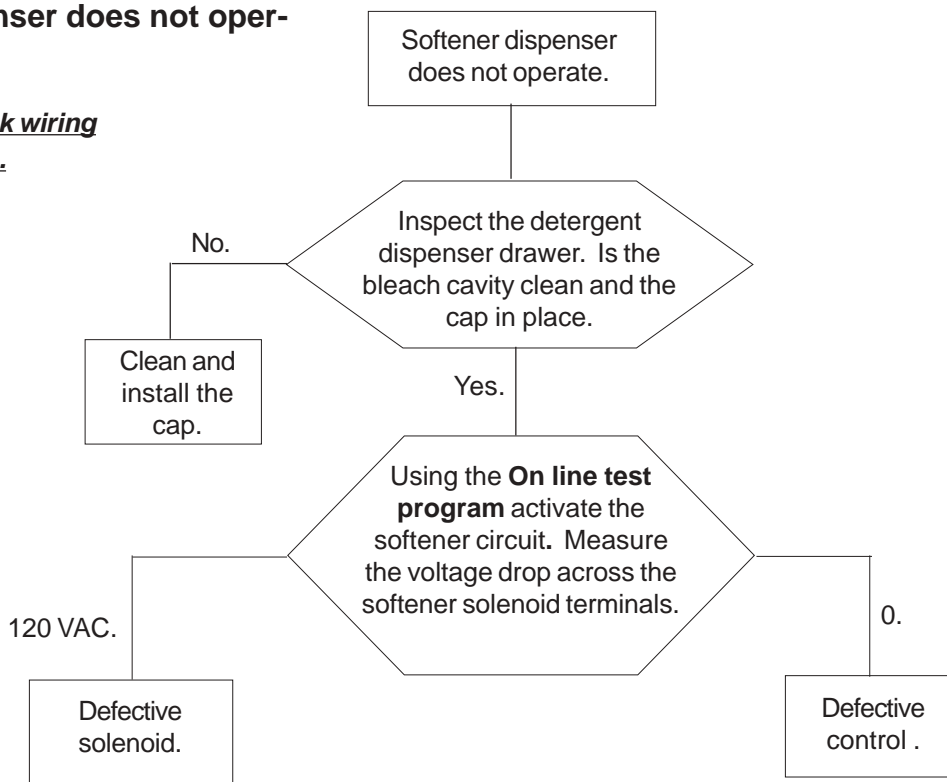 nser does not oper-
k wiring
.
Softener dispenser
does not operate.
Inspect the detergent
dispenser drawer.  Is the
bleach cavity clean and the
cap in place.
No.
Clean and
install the
cap.
Yes.
Using the On line test
program activate the
softener circuit.  Measure
the voltage drop across the
softener solenoid terminals.
120 VAC.
0.
Defective
solenoid.
Defective
control .